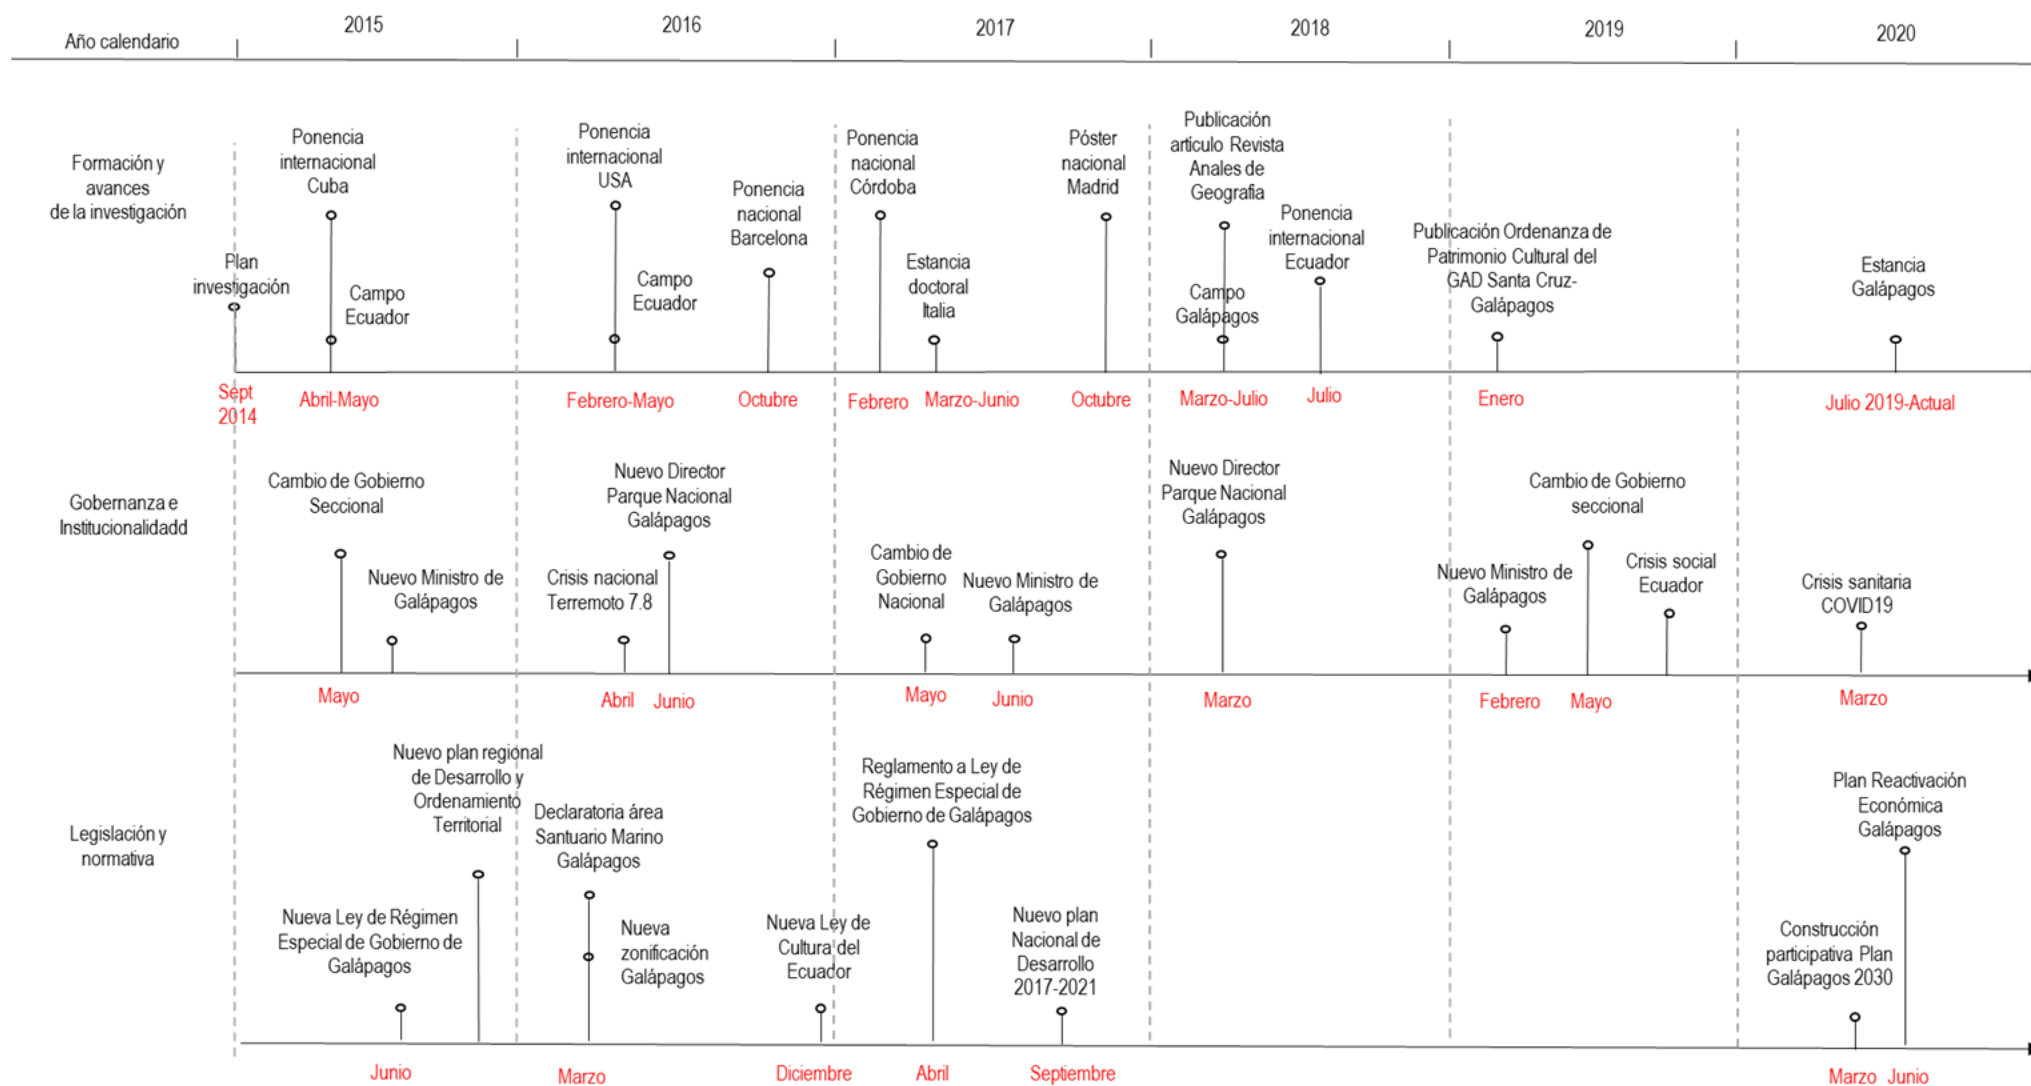 Año calendario
2015
2016
2017
2018
2019
2020
Formación y
avances
de la investigación
Plan
investigación
Ponencia
internacional
Cuba
Campo
Ecuador
Ponencia
internacional
USA
Campo
Ecuador
Ponencia
nacional
Barcelona
Ponencia
nacional
Córdoba
Estancia
doctoral
Italia
Póster
nacional
Madrid
Publicación
artículo Revista
Anales de
Geografía
Campo
Galápagos
Ponencia
internacional
Ecuador
Publicación Ordenanza de
Patrimonio Cultural del
GAD Santa Cruz-
Galápagos
Estancia
Galápagos
Sept
2014
Abril-Mayo
Febrero-Mayo
Octubre
Febrero
Marzo-Junio
Octubre
Marzo-Julio
Julio
Enero
Julio 2019-Actual
Gobernanza e
Institucionalidadd
Cambio de Gobierno
Seccional
Nuevo Ministro de
Galápagos
Crisis nacional
Terremoto 7.8
Nuevo Director
Parque Nacional
Galápagos
Cambio de
Gobierno
Nacional
Nuevo Ministro de
Galápagos
Nuevo Director
Parque Nacional
Galápagos
Nuevo Ministro de
Galápagos
Cambio de Gobierno
seccional
Crisis social
Ecuador
Crisis sanitaria
COVID19
Mayo
Abril
Junio
Mayo
Junio
Marzo
Febrero
Mayo
Marzo
Legislación y
normativa
Nueva Ley de Régimen
Especial de Gobierno de
Galápagos
Nuevo plan regional
de Desarrollo y
Ordenamiento
Territorial
Declaratoria área
Santuario Marino
Galápagos
Nueva
zonificación
Galápagos
Nueva Ley de
Cultura del
Ecuador
Reglamento a Ley de
Régimen Especial de
Gobierno de Galápagos
Nuevo plan
Nacional de
Desarrollo
2017-2021
Construcción
participativa Plan
Galápagos 2030
Plan Reactivación
Económica
Galápagos
Junio
Marzo
Diciembre
Abril
Septiembre
Marzo
Junio